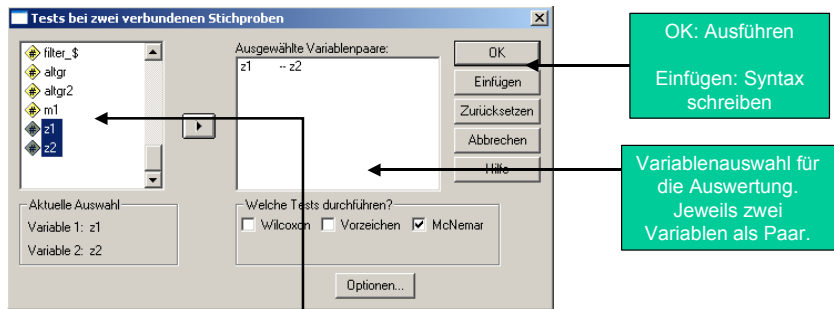 Tests bei zwei verbundenen Stichproben
filter_$
altgr
altgr2
m1
z1
z2
Ausgewählte Variablenpaare:
z1 -- z2
OK
Einfügen
Zurücksetzen
Abbrechen
Hilfe
Aktuelle Auswahl
Variable 1: z1
Variable 2: z2
Welche Tests durchführen?
Wilcoxon Vorzeichen McNemar
Optionen...
OK: Ausführen
Einfügen: Syntax
schreiben
Variablenauswahl für
die Auswertung.
Jeweils zwei
Variablen als Paar.